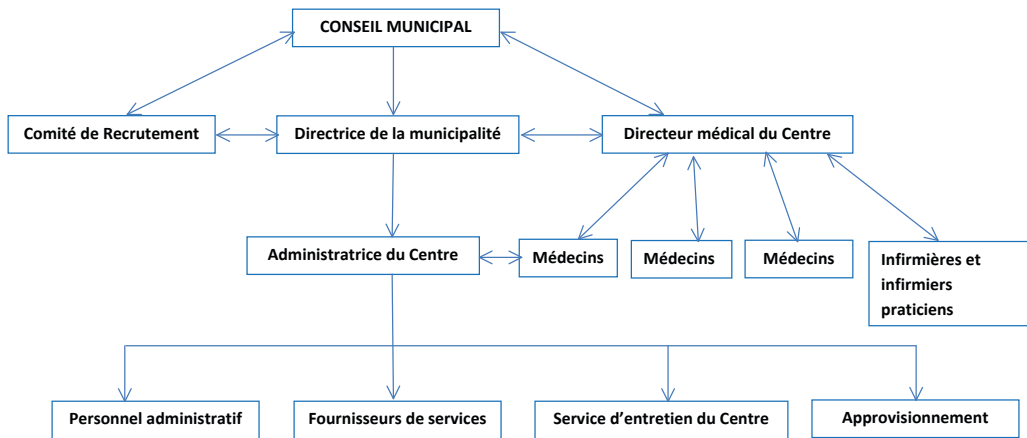 CONSEIL MUNICIPAL
Comité de Recrutement
Directrice de la municipalité
Directeur médical du Centre
Administratrice du Centre
Médecins
Médecins
Médecins
Infirmières et
infirmiers
praticiens
Personnel administratif
Fournisseurs de services
Service d’entretien du Centre
Approvisionnement